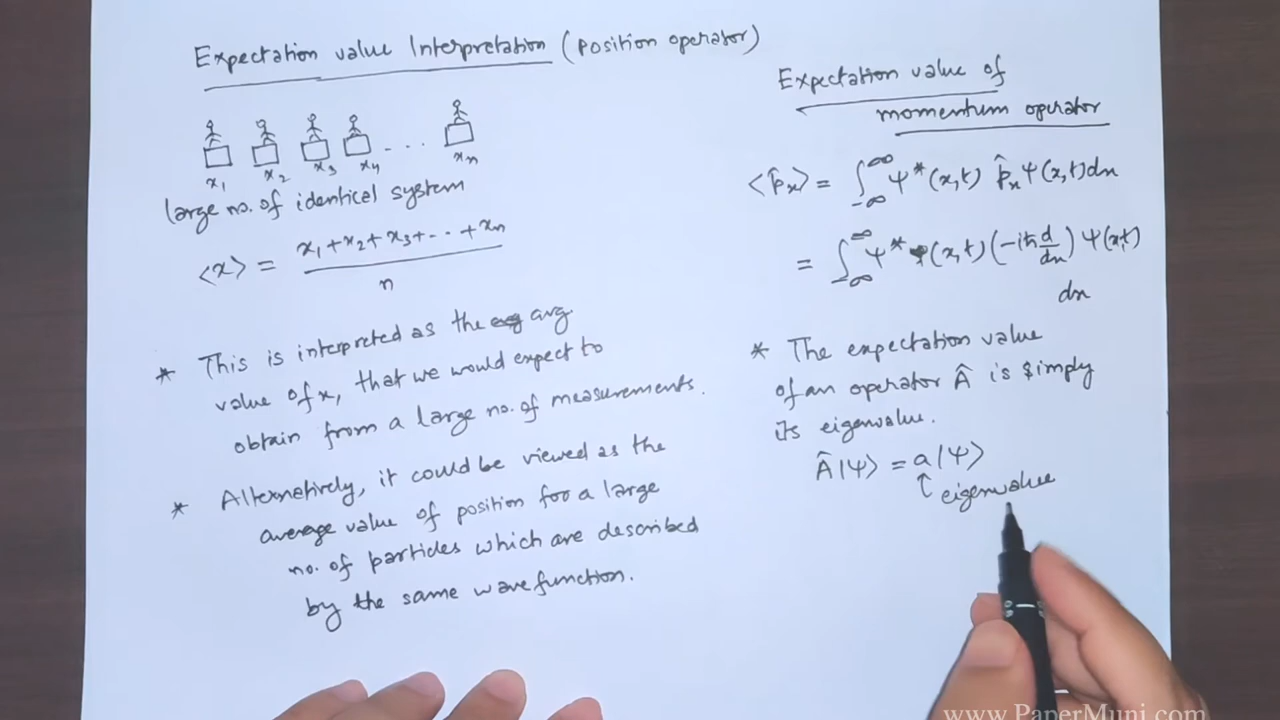 Expectation value Interpretation (position operator)
x₁ x₂ x₃ x₄ . . . xₙ
large no. of identical system
⟨x⟩ = x₁ + x₂ + x₃ + - . . + xₙ / n
* This is interpreted as the avg avg
value of x, that we would expect to
obtain from a large no. of measurements.
* Alternatively, it could be viewed as the
average value of position for a large
no. of particles which are described
by the same wave function.
Expectation value of
momentum operator
⟨p̂ₓ⟩ = ∫_{-∞}^{∞} Ψ*(x,t) p̂ₓ Ψ(x,t) dx
= ∫_{-∞}^{∞} Ψ* (x,t) (-iħ d/dx) Ψ(x,t)
dx
* The expectation value
of an operator Â is simply
its eigenvalue.
Â|Ψ⟩ = a|Ψ⟩
↑ eigenvalue
www.PaperMuni.com